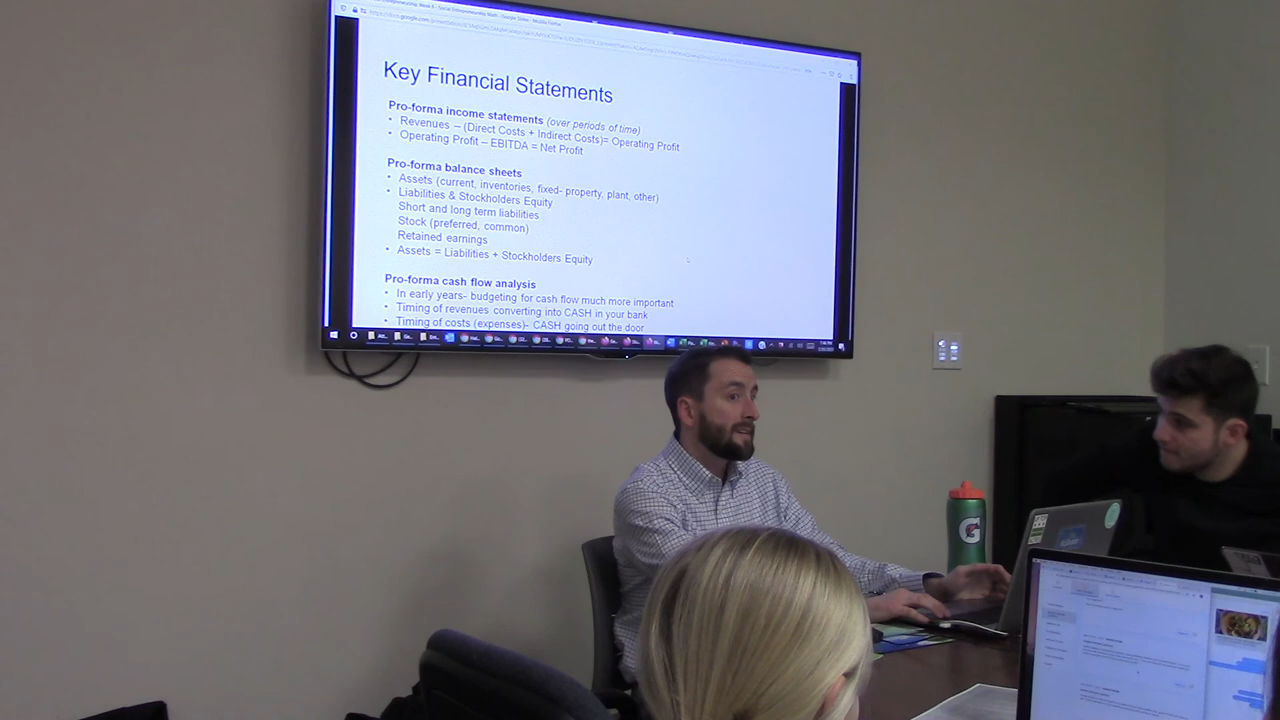 Key Financial Statements
Pro-forma income statements (over periods of time)
• Revenues – (Direct Costs + Indirect Costs)= Operating Profit
• Operating Profit – EBITDA = Net Profit
Pro-forma balance sheets
• Assets (current, inventories, fixed- property, plant, other)
• Liabilities & Stockholders Equity
Short and long term liabilities
Stock (preferred, common)
Retained earnings
• Assets = Liabilities + Stockholders Equity
Pro-forma cash flow analysis
• In early years- budgeting for cash flow much more important
• Timing of revenues converting into CASH in your bank
• Timing of costs (expenses)- CASH going out the door
G